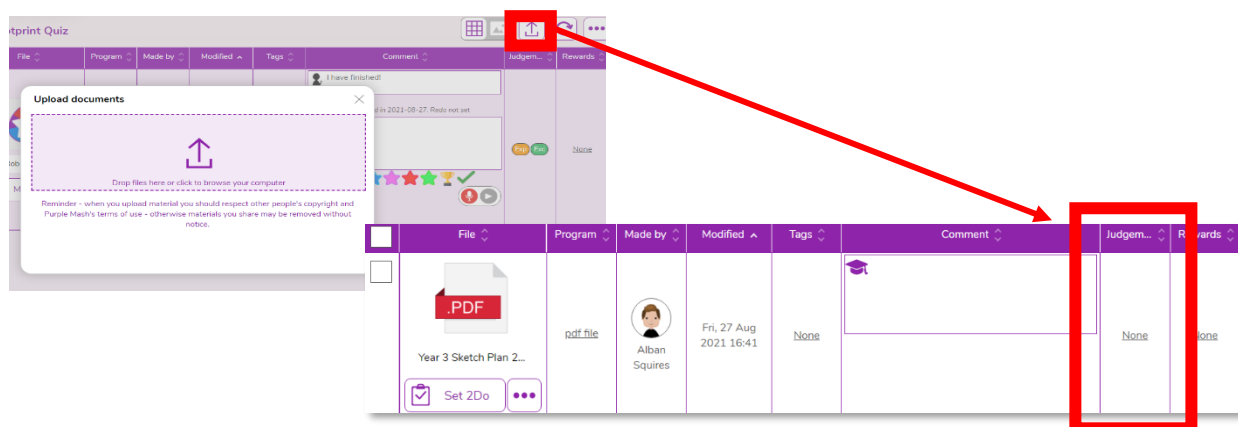 otprint Quiz
File Program Made by Modified Tags Comment Judgem... Rewards
I have finished!
Upload documents
d in 2021-08-27. Redo not set
Exp Exc None
Drop files here or click to browse your computer
Reminder - when you upload material you should respect other people's copyright and
Purple Mash's terms of use - otherwise materials you share may be removed without
notice.
File Program Made by Modified Tags Comment Judgem... Rewards
.PDF
Year 3 Sketch Plan 2...
Set 2Do
pdf file
Alban
Squires
Fri, 27 Aug
2021 16:41
None
None
None